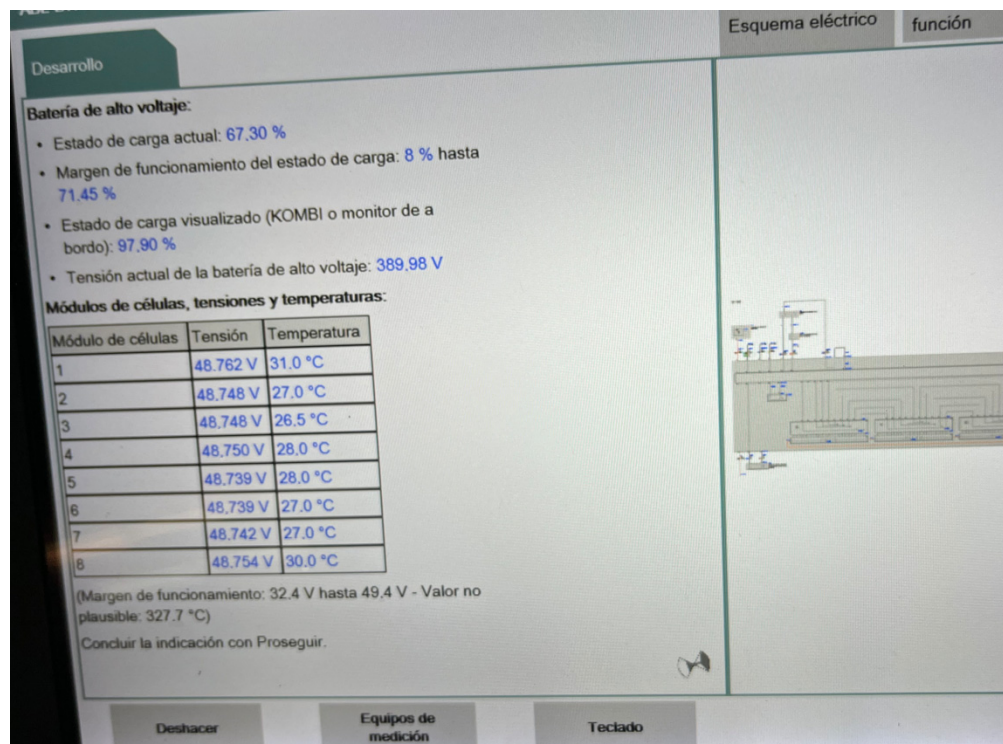 Esquema eléctrico
función
Desarrollo
Batería de alto voltaje:
• Estado de carga actual: 67.30 %
• Margen de funcionamiento del estado de carga: 8 % hasta
71.45 %
• Estado de carga visualizado (KOMBI o monitor de a
bordo): 97,90 %
• Tensión actual de la batería de alto voltaje: 389,98 V
Módulos de células, tensiones y temperaturas:
Módulo de células Tensión Temperatura
1 48.762 V 31.0 °C
2 48.748 V 27.0 °C
3 48.748 V 26,5 °C
4 48,750 V 28,0 °C
5 48,739 V 28,0 °C
6 48,739 V 27.0 °C
7 48.742 V 27.0 °C
8 48.754 V 30.0 °C
(Margen de funcionamiento: 32.4 V hasta 49.4 V - Valor no
plausible: 327.7 °C)
Concluir la indicación con Proseguir.
Deshacer
Equipos de
medición
Teclado